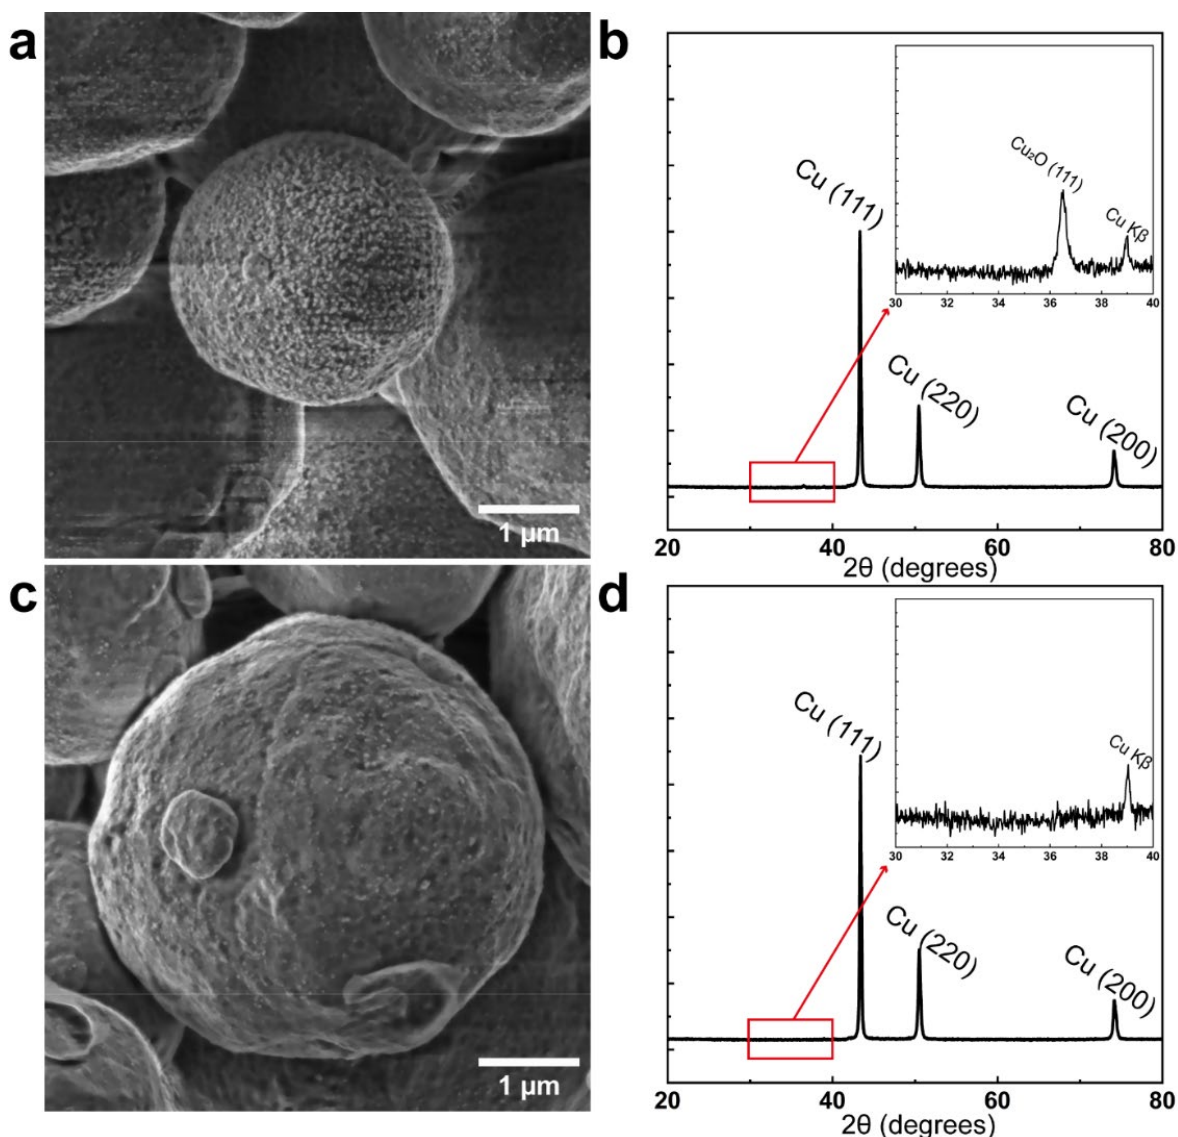 a
1 µm
b
Cu (111)
Cu (220)
Cu (200)
Cu₂O (111)
Cu Kβ
30 32 34 36 38 40
20 40 60 80
2θ (degrees)
c
1 µm
d
Cu (111)
Cu (220)
Cu (200)
Cu Kβ
30 32 34 36 38 40
20 40 60 80
2θ (degrees)